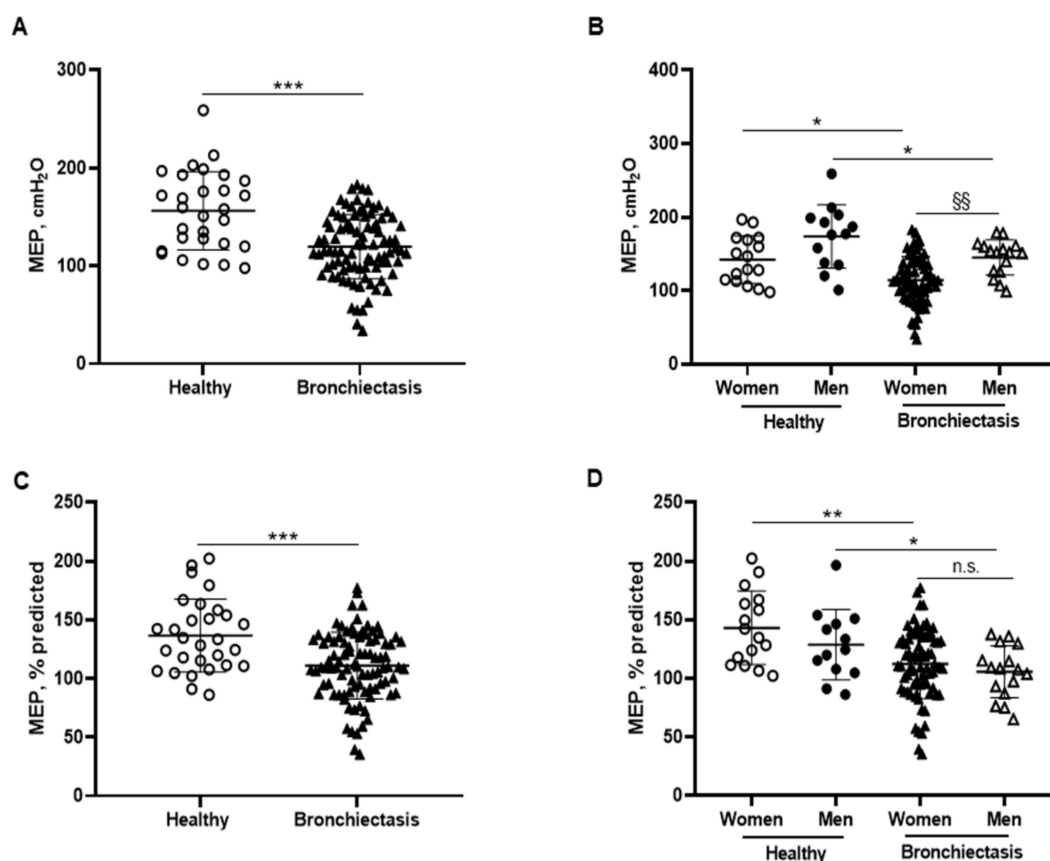 A
MEP, cmH₂O
300
200
100
0
***
Healthy
Bronchiectasis
B
MEP, cmH₂O
400
300
200
100
0
*
*
§§
Women
Men
Women
Men
Healthy
Bronchiectasis
C
MEP, % predicted
250
200
150
100
50
0
***
Healthy
Bronchiectasis
D
MEP, % predicted
250
200
150
100
50
0
**
*
n.s.
Women
Men
Women
Men
Healthy
Bronchiectasis